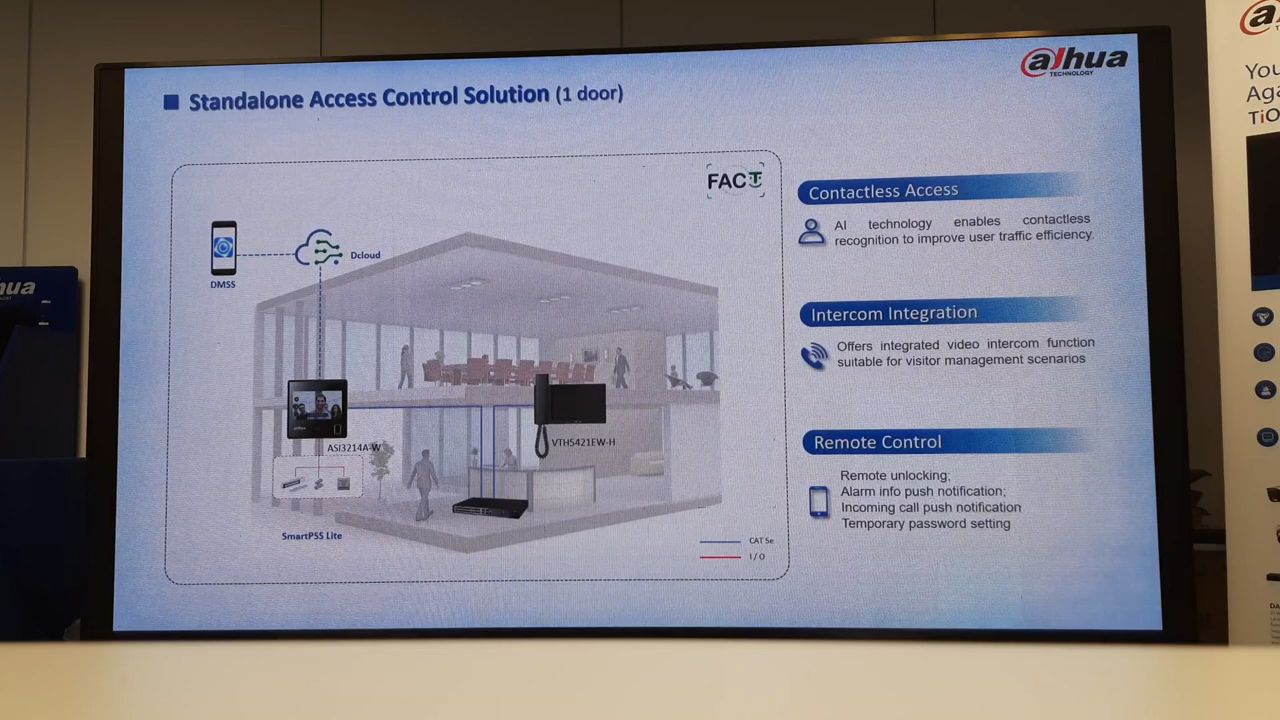 alhua
TECHNOLOGY
Standalone Access Control Solution (1 door)
FACT
DMSS
Dcloud
ASI3214A-W
VTH5421EW-H
SmartPSS Lite
CAT 5e
I / O
Contactless Access
AI technology enables contactless
recognition to improve user traffic efficiency.
Intercom Integration
Offers integrated video intercom function
suitable for visitor management scenarios
Remote Control
Remote unlocking;
Alarm info push notification;
Incoming call push notification
Temporary password setting
hua
You
Aga
TiO
DA